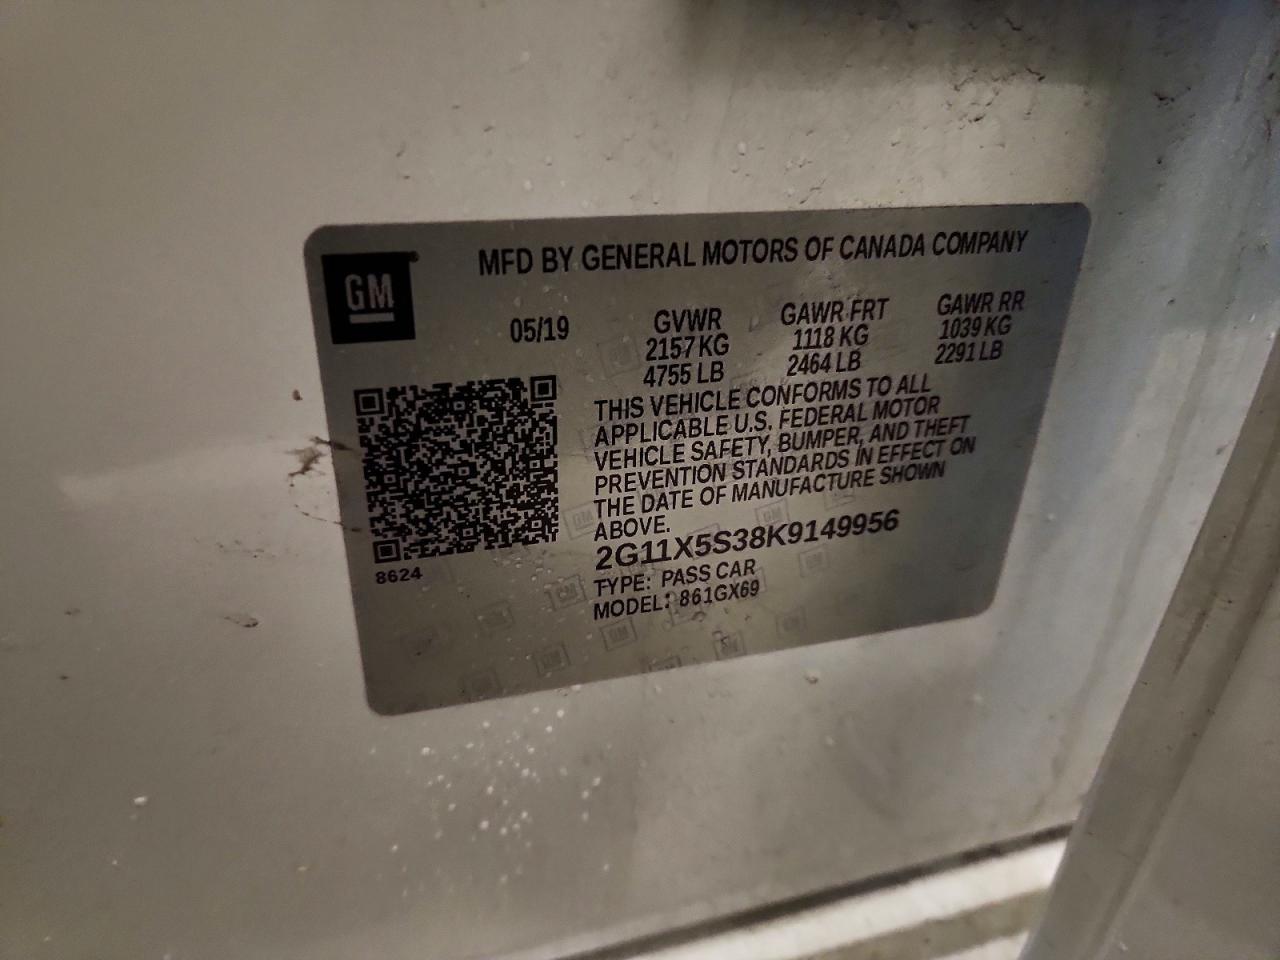 GM
MFD BY GENERAL MOTORS OF CANADA COMPANY
05/19
GVWR GAWR FRT GAWR RR
2157 KG 1118 KG 1039 KG
4755 LB 2464 LB 2291 LB
THIS VEHICLE CONFORMS TO ALL
APPLICABLE U.S. FEDERAL MOTOR
VEHICLE SAFETY, BUMPER, AND THEFT
PREVENTION STANDARDS IN EFFECT ON
THE DATE OF MANUFACTURE SHOWN
ABOVE.
2G11X5S38K9149956
8624
TYPE: PASS CAR
MODEL: 861GX69